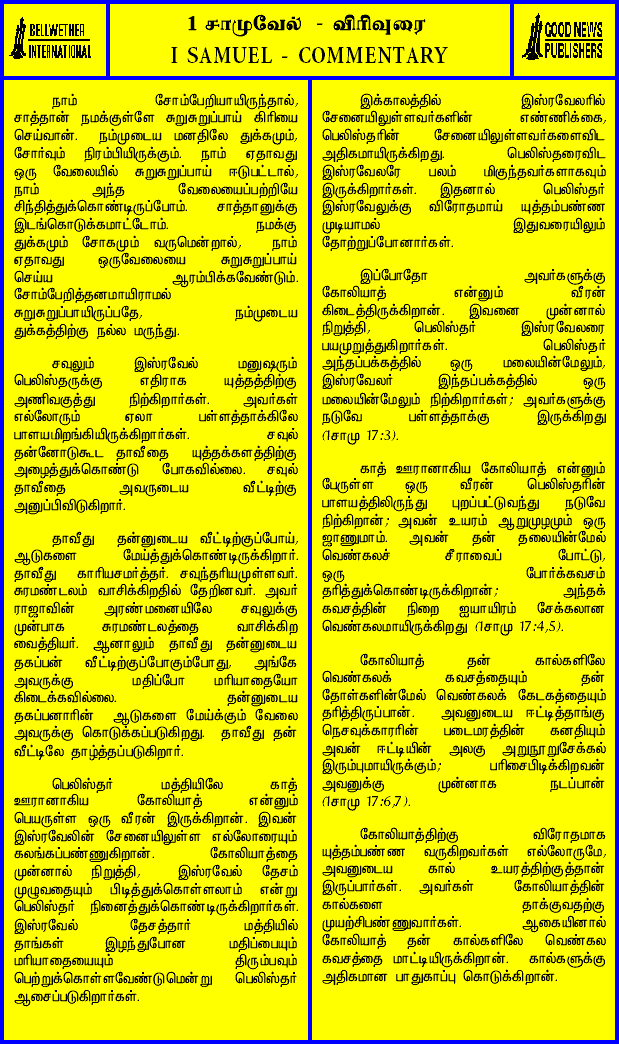 BELLWETHER
INTERNATIONAL
1 சாமுவேல் - விரிவுரை
I SAMUEL - COMMENTARY
GOOD NEWS
PUBLISHERS
நாம் சோம்பேறியாயிருந்தால்,
சாத்தான் நமக்குள்ளே சுறுசுறுப்பாய் கிரியை
செய்வான். நம்முடைய மனதிலே துக்கமும்,
சோர்வும் நிரம்பியிருக்கும். நாம் ஏதாவது
ஒரு வேலையில் சுறுசுறுப்பாய் ஈடுபட்டால்,
நாம் அந்த வேலையைப்பற்றியே
சிந்தித்துக்கொண்டிருப்போம். சாத்தானுக்கு
இடங்கொடுக்கமாட்டோம். நமக்கு
துக்கமும் சோகமும் வருமென்றால், நாம்
ஏதாவது ஒருவேலையை சுறுசுறுப்பாய்
செய்ய ஆரம்பிக்கவேண்டும்.
சோம்பேறித்தனமாயிராமல்
சுறுசுறுப்பாயிருப்பதே, நம்முடைய
துக்கத்திற்கு நல்ல மருந்து.
சவுலும் இஸ்ரவேல் மனுஷரும்
பெலிஸ்தருக்கு எதிராக யுத்தத்திற்கு
அணிவகுத்து நிற்கிறார்கள். அவர்கள்
எல்லோரும் ஏலா பள்ளத்தாக்கிலே
பாளயமிறங்கியிருக்கிறார்கள். சவுல்
தன்னோடுகூட தாவீதை யுத்தக்களத்திற்கு
அழைத்துக்கொண்டு போகவில்லை. சவுல்
தாவீதை அவருடைய வீட்டிற்கு
அனுப்பிவிடுகிறார்.
தாவீது தன்னுடைய வீட்டிற்குப்போய்,
ஆடுகளை மேய்த்துக்கொண்டிருக்கிறார்.
தாவீது காரியசமர்த்தர். சவுந்தரியமுள்ளவர்.
சுரமண்டலம் வாசிக்கிறதில் தேறினவர். அவர்
ராஜாவின் அரண்மனையிலே சவுலுக்கு
முன்பாக சுரமண்டலத்தை வாசிக்கிற
வைத்தியர். ஆனாலும் தாவீது தன்னுடைய
தகப்பன் வீட்டிற்குப்போகும்போது, அங்கே
அவருக்கு மதிப்போ மரியாதையோ
கிடைக்கவில்லை. தன்னுடைய
தகப்பனாரின் ஆடுகளை மேய்க்கும் வேலை
அவருக்கு கொடுக்கப்படுகிறது. தாவீது தன்
வீட்டிலே தாழ்த்தப்படுகிறார்.
பெலிஸ்தர் மத்தியிலே காத்
ஊரானாகிய கோலியாத் என்னும்
பெயருள்ள ஒரு வீரன் இருக்கிறான். இவன்
இஸ்ரவேலின் சேனையிலுள்ள எல்லோரையும்
கலங்கப்பண்ணுகிறான். கோலியாத்தை
முன்னால் நிறுத்தி, இஸ்ரவேல் தேசம்
முழுவதையும் பிடித்துக்கொள்ளலாம் என்று
பெலிஸ்தர் நினைத்துக்கொண்டிருக்கிறார்கள்.
இஸ்ரவேல் தேசத்தார் மத்தியில்
தாங்கள் இழந்துபோன மதிப்பையும்
மரியாதையையும் திரும்பவும்
பெற்றுக்கொள்ளவேண்டுமென்று பெலிஸ்தர்
ஆசைப்படுகிறார்கள்.
இக்காலத்தில் இஸ்ரவேலரில்
சேனையிலுள்ளவர்களின் எண்ணிக்கை,
பெலிஸ்தரின் சேனையிலுள்ளவர்களைவிட
அதிகமாயிருக்கிறது. பெலிஸ்தரைவிட
இஸ்ரவேலரே பலம் மிகுந்தவர்களாகவும்
இருக்கிறார்கள். இதனால் பெலிஸ்தர்
இஸ்ரவேலுக்கு விரோதமாய் யுத்தம்பண்ண
முடியாமல் இதுவரையிலும்
தோற்றுப்போனார்கள்.
இப்போதோ அவர்களுக்கு
கோலியாத் என்னும் வீரன்
கிடைத்திருக்கிறான். இவனை முன்னால்
நிறுத்தி, பெலிஸ்தர் இஸ்ரவேலரை
பயமுறுத்துகிறார்கள். பெலிஸ்தர்
அந்தப்பக்கத்தில் ஒரு மலையின்மேலும்,
இஸ்ரவேலர் இந்தப்பக்கத்தில் ஒரு
மலையின்மேலும் நிற்கிறார்கள்; அவர்களுக்கு
நடுவே பள்ளத்தாக்கு இருக்கிறது
(1சாமு 17:3).
காத் ஊரானாகிய கோலியாத் என்னும்
பேருள்ள ஒரு வீரன் பெலிஸ்தரின்
பாளயத்திலிருந்து புறப்பட்டுவந்து நடுவே
நிற்கிறான்; அவன் உயரம் ஆறுமுழமும் ஒரு
ஜாணுமாம். அவன் தன் தலையின்மேல்
வெண்கலச் சீராவைப் போட்டு,
ஒரு போர்க்கவசம்
தரித்துக்கொண்டிருக்கிறான்; அந்தக்
கவசத்தின் நிறை ஐயாயிரம் சேக்கலான
வெண்கலமாயிருக்கிறது (1சாமு 17:4,5).
கோலியாத் தன் கால்களிலே
வெண்கலக் கவசத்தையும் தன்
தோள்களின்மேல் வெண்கலக் கேடகத்தையும்
தரித்திருப்பான். அவனுடைய ஈட்டித்தாங்கு
நெசவுக்காரரின் படைமரத்தின் கனதியும்
அவன் ஈட்டியின் அலகு அறுநூறுசேக்கல்
இரும்புமாயிருக்கும்; பரிசைபிடிக்கிறவன்
அவனுக்கு முன்னாக நடப்பான்
(1சாமு 17:6,7).
கோலியாத்திற்கு விரோதமாக
யுத்தம்பண்ண வருகிறவர்கள் எல்லோருமே,
அவனுடைய கால் உயரத்திற்குத்தான்
இருப்பார்கள். அவர்கள் கோலியாத்தின்
கால்களை தாக்குவதற்கு
முயற்சிபண்ணுவார்கள். ஆகையினால்
கோலியாத் தன் கால்களிலே வெண்கல
கவசத்தை மாட்டியிருக்கிறான். கால்களுக்கு
அதிகமான பாதுகாப்பு கொடுக்கிறான்.